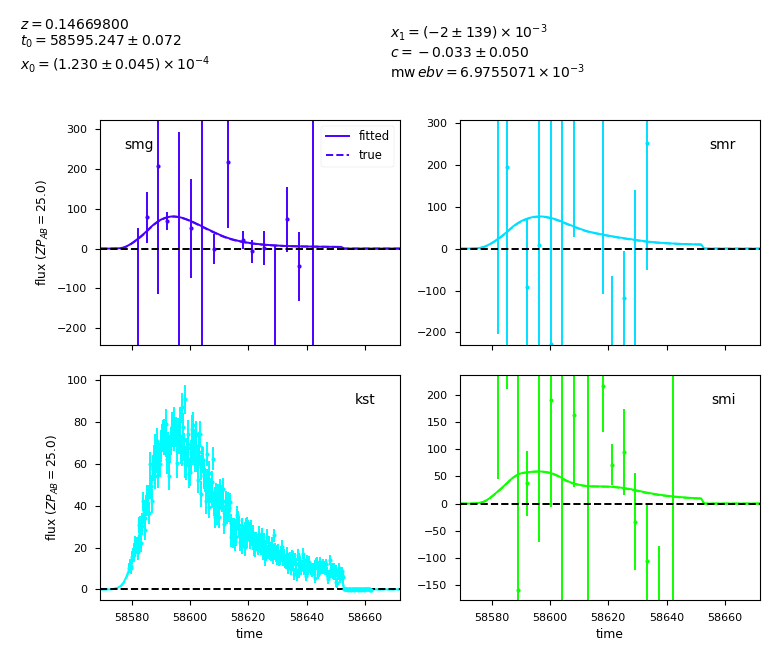 z = 0.14669800
t₀ = 58595.247 ± 0.072
x₀ = (1.230 ± 0.045) × 10⁻⁴
x₁ = (−2 ± 139) × 10⁻³
c = −0.033 ± 0.050
mw ebv = 6.9755071 × 10⁻³
smg
fitted
true
300
200
100
0
−100
−200
flux (ZP_AB = 25.0)
smr
300
200
100
0
−100
−200
kst
100
80
60
40
20
0
flux (ZP_AB = 25.0)
58580 58600 58620 58640 58660
time
smi
200
150
100
50
0
−50
−100
−150
58580 58600 58620 58640 58660
time